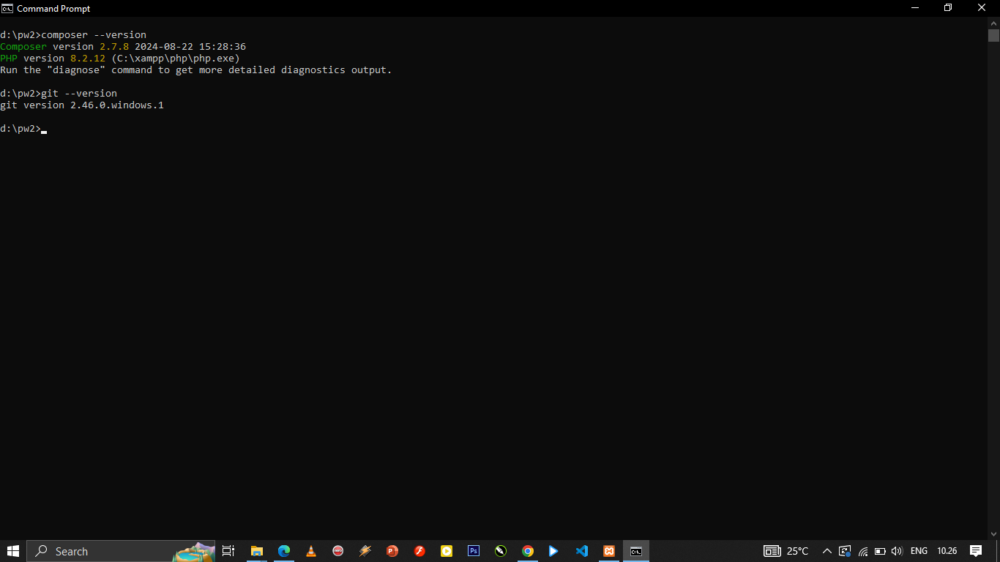 Command Prompt
d:\pw2>composer --version
Composer version 2.7.8 2024-08-22 15:28:36
PHP version 8.2.12 (C:\xampp\php\php.exe)
Run the "diagnose" command to get more detailed diagnostics output.
d:\pw2>git --version
git version 2.46.0.windows.1
d:\pw2>
Search
25°C
ENG
10.26